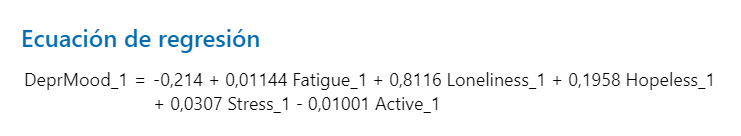 Ecuación de regresión
DeprMood_1 = -0,214 + 0,01144 Fatigue_1 + 0,8116 Loneliness_1 + 0,1958 Hopeless_1
+ 0,0307 Stress_1 - 0,01001 Active_1